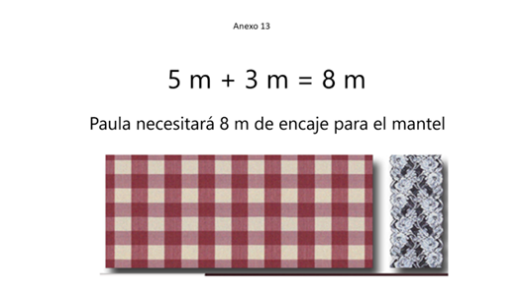 Anexo 13
5 m + 3 m = 8 m
Paula necesitará 8 m de encaje para el mantel